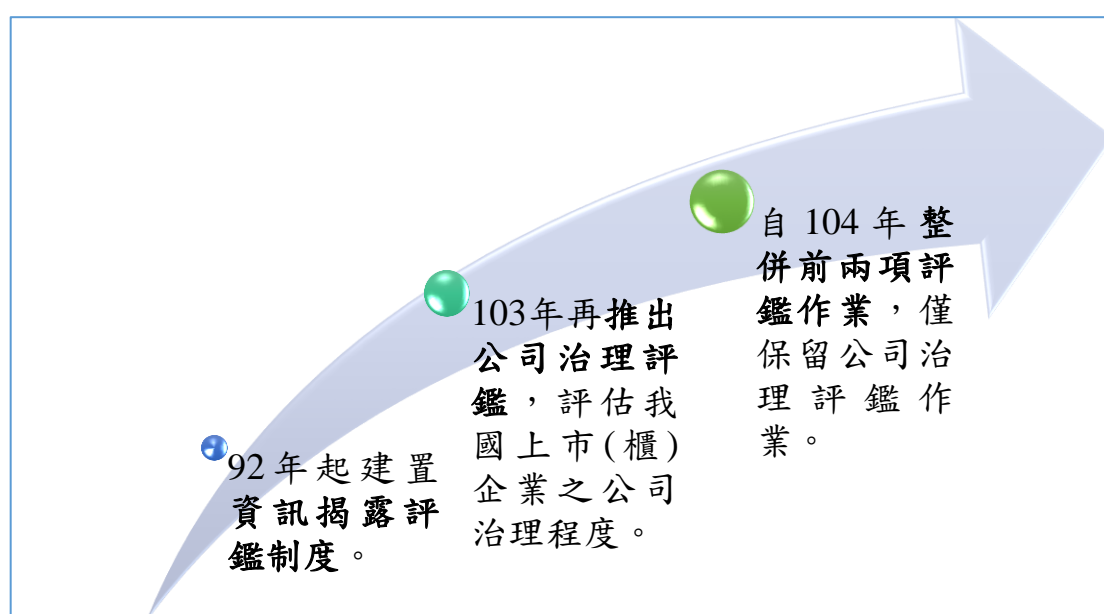 92年起建置
資訊揭露評
鑑制度。
103年再推出
公司治理評
鑑，評估我
國上市(櫃)
企業之公司
治理程度。
自104年整
併前兩項評
鑑作業，僅
保留公司治
理評鑑作
業。